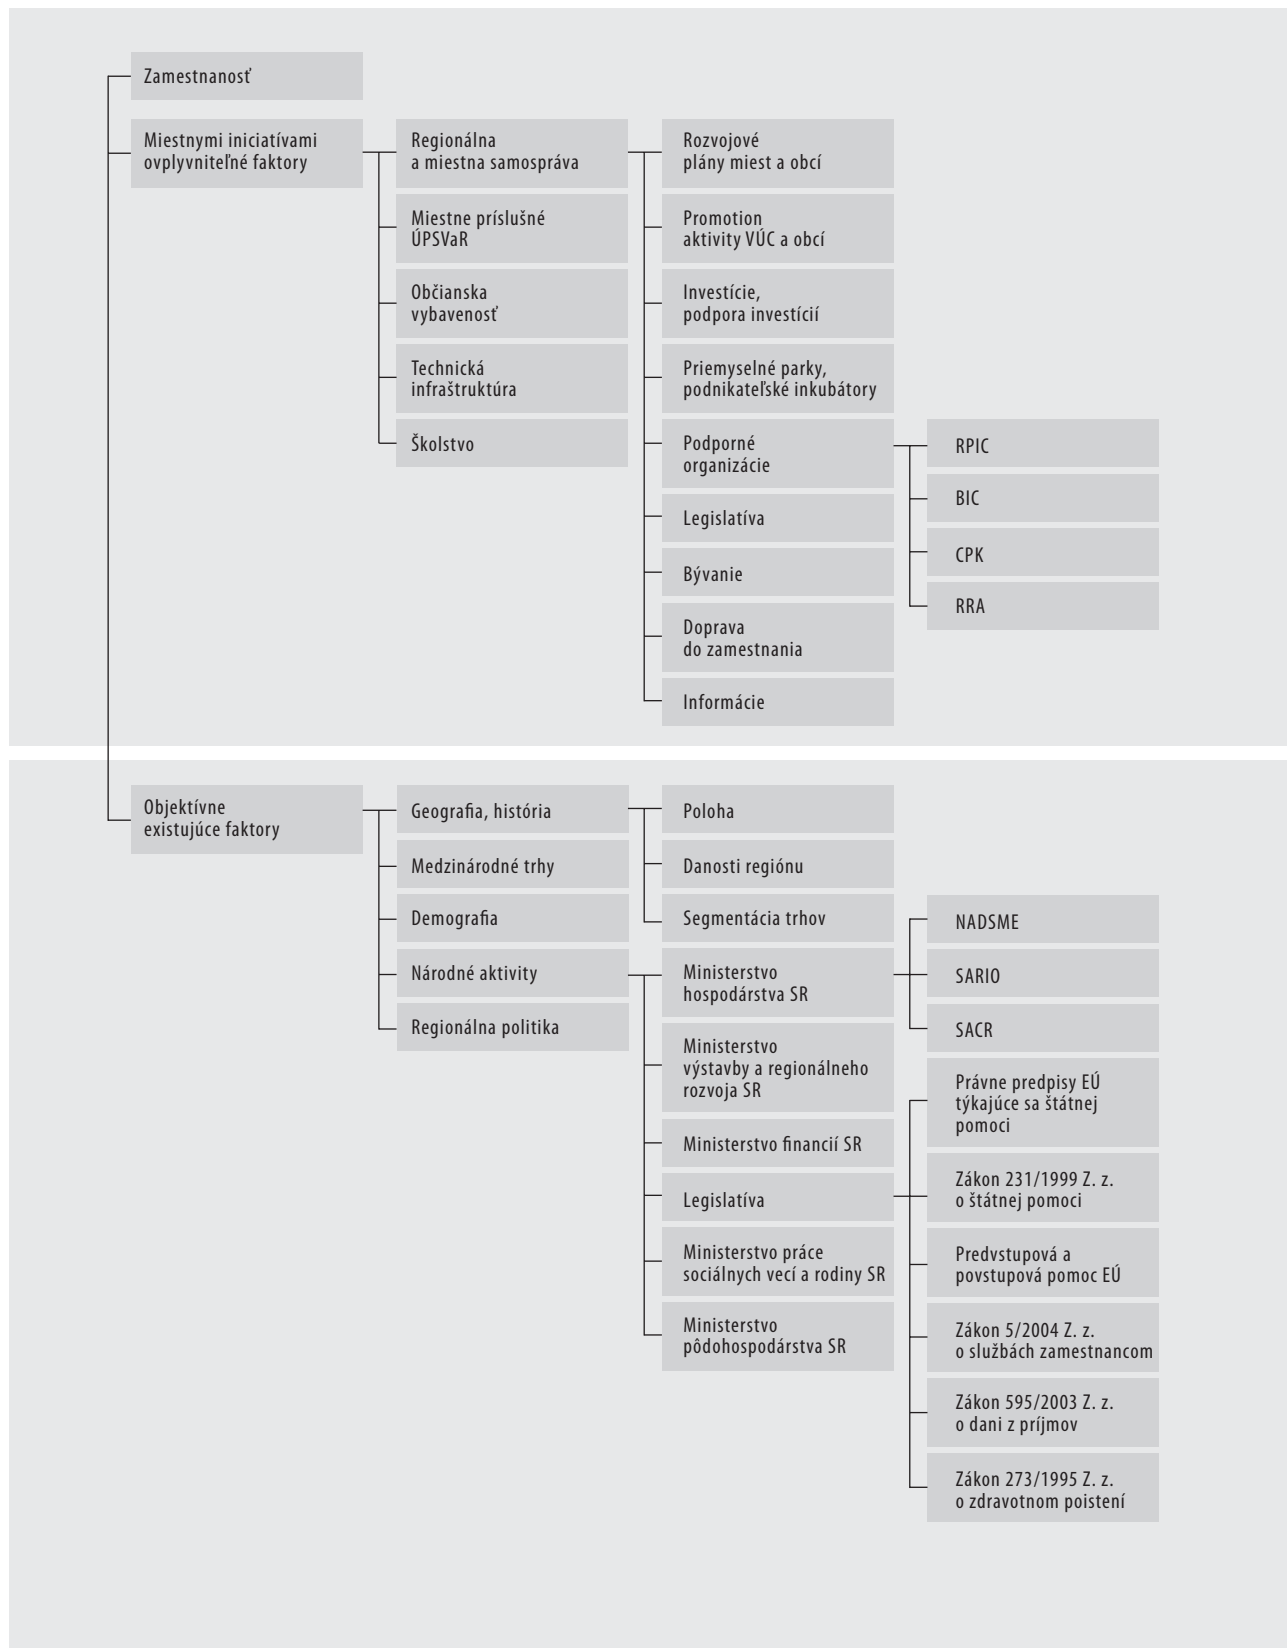 Zamestnanosť
Miestnymi iniciatívami
ovplyvniteľné faktory
Regionálna
a miestna samospráva
Miestne príslušné
ÚPSVaR
Občianska
vybavenosť
Technická
infraštruktúra
Školstvo
Rozvojové
plány miest a obcí
Promotion
aktivity VÚC a obcí
Investície,
podpora investícií
Priemyselné parky,
podnikateľské inkubátory
Podporné
organizácie
Legislatíva
Bývanie
Doprava
do zamestnania
Informácie
RPIC
BIC
CPK
RRA
Objektívne
existujúce faktory
Geografia, história
Medzinárodné trhy
Demografia
Národné aktivity
Regionálna politika
Poloha
Danosti regiónu
Segmentácia trhov
Ministerstvo
hospodárstva SR
Ministerstvo
výstavby a regionálneho
rozvoja SR
Ministerstvo financií SR
Legislatíva
Ministerstvo práce
sociálnych vecí a rodiny SR
Ministerstvo
pôdohospodárstva SR
NADSME
SARIO
SACR
Právne predpisy EÚ
týkajúce sa štátnej
pomoci
Zákon 231/1999 Z. z.
o štátnej pomoci
Predvstupová a
povstupová pomoc EÚ
Zákon 5/2004 Z. z.
o službách zamestnancom
Zákon 595/2003 Z. z.
o dani z príjmov
Zákon 273/1995 Z. z.
o zdravotnom poistení